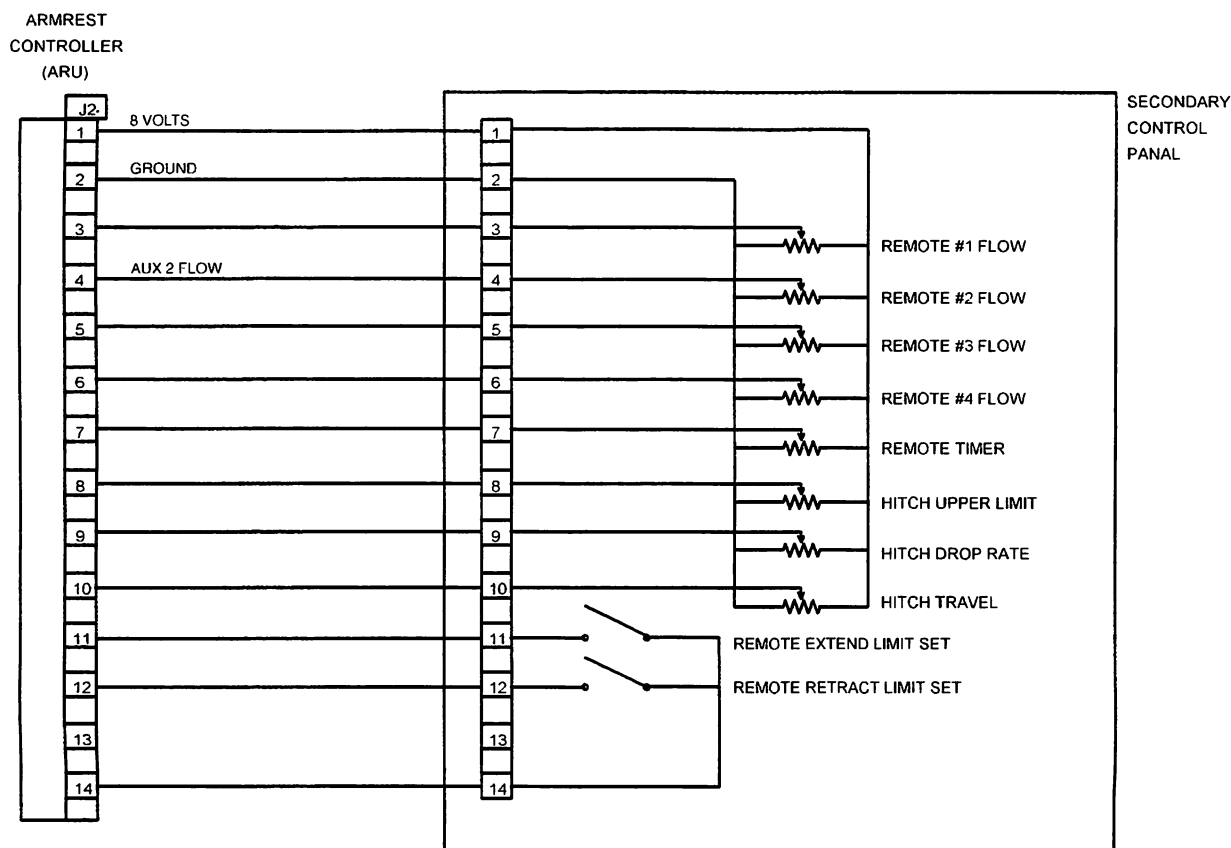 ARMREST
CONTROLLER
(ARU)
SECONDARY
CONTROL
PANAL
J2.
1 8 VOLTS 1
2 GROUND 2
3 3
REMOTE #1 FLOW
4 AUX 2 FLOW 4
REMOTE #2 FLOW
5 5
REMOTE #3 FLOW
6 6
REMOTE #4 FLOW
7 7
REMOTE TIMER
8 8
HITCH UPPER LIMIT
9 9
HITCH DROP RATE
10 10
HITCH TRAVEL
11 11
REMOTE EXTEND LIMIT SET
12 12
REMOTE RETRACT LIMIT SET
13 13
14 14